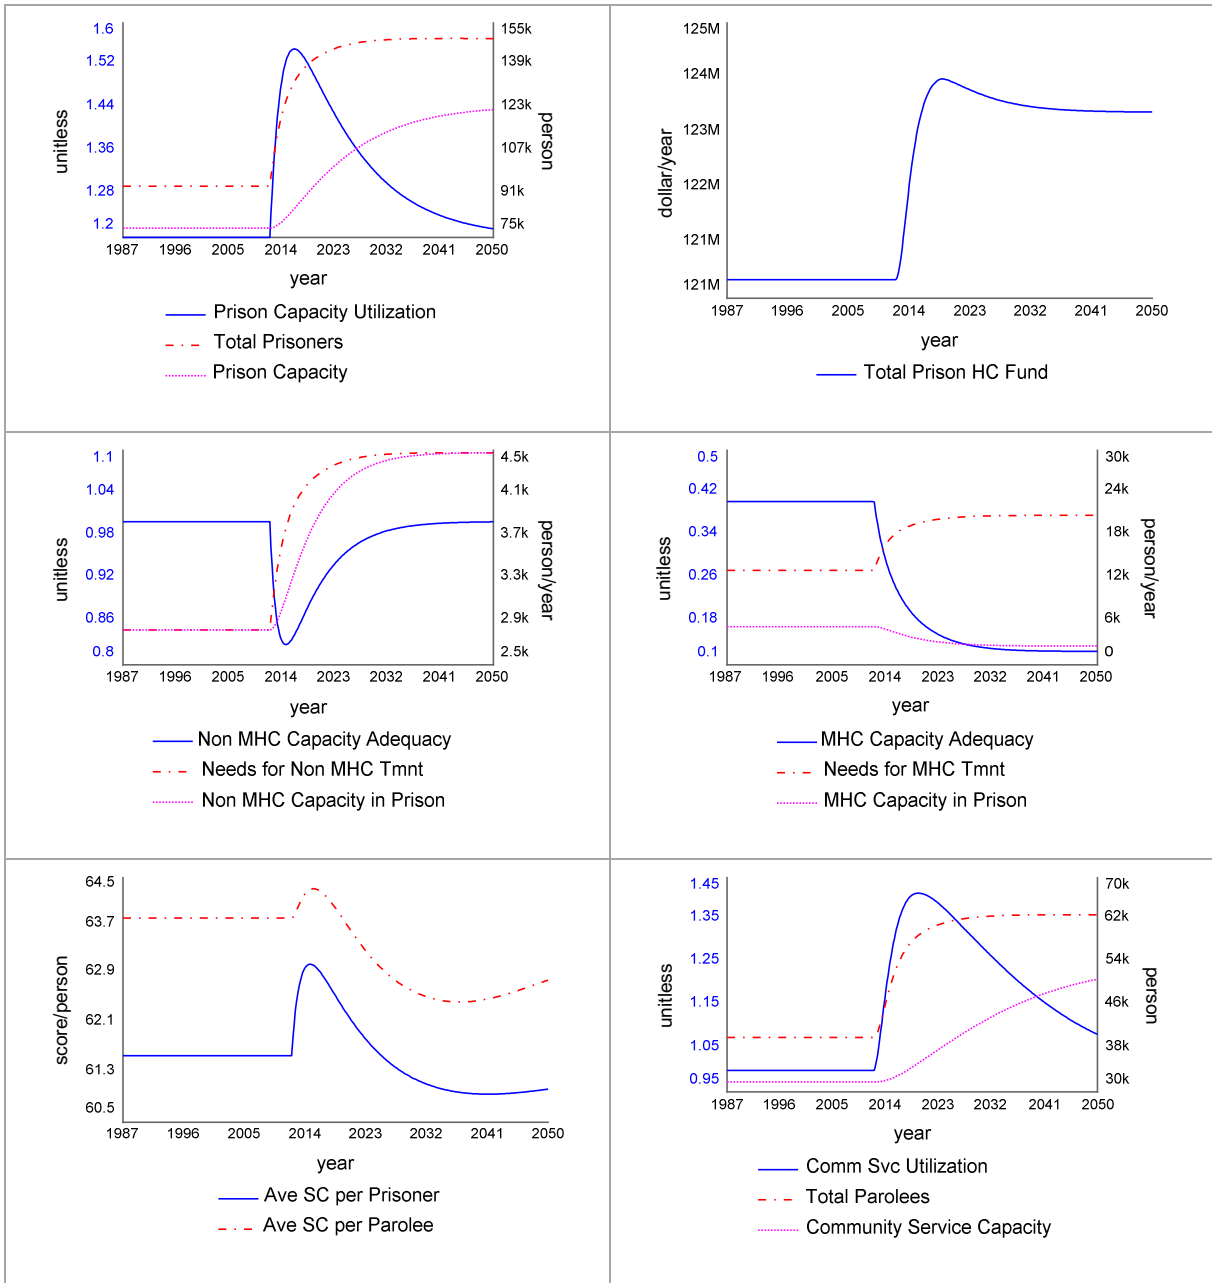 1.6
1.52
1.44
1.36
1.28
1.2
unitless
155k
139k
123k
107k
91k
75k
person
1987 1996 2005 2014 2023 2032 2041 2050
year
Prison Capacity Utilization
Total Prisoners
Prison Capacity
125M
124M
123M
122M
121M
121M
dollar/year
1987 1996 2005 2014 2023 2032 2041 2050
year
Total Prison HC Fund
1.1
1.04
0.98
0.92
0.86
0.8
unitless
4.5k
4.1k
3.7k
3.3k
2.9k
2.5k
person/year
1987 1996 2005 2014 2023 2032 2041 2050
year
Non MHC Capacity Adequacy
Needs for Non MHC Tmnt
Non MHC Capacity in Prison
0.5
0.42
0.34
0.26
0.18
0.1
unitless
30k
24k
18k
12k
6k
0
person/year
1987 1996 2005 2014 2023 2032 2041 2050
year
MHC Capacity Adequacy
Needs for MHC Tmnt
MHC Capacity in Prison
64.5
63.7
62.9
62.1
61.3
60.5
score/person
1987 1996 2005 2014 2023 2032 2041 2050
year
Ave SC per Prisoner
Ave SC per Parolee
1.45
1.35
1.25
1.15
1.05
0.95
unitless
70k
62k
54k
46k
38k
30k
person
1987 1996 2005 2014 2023 2032 2041 2050
year
Comm Svc Utilization
Total Parolees
Community Service Capacity